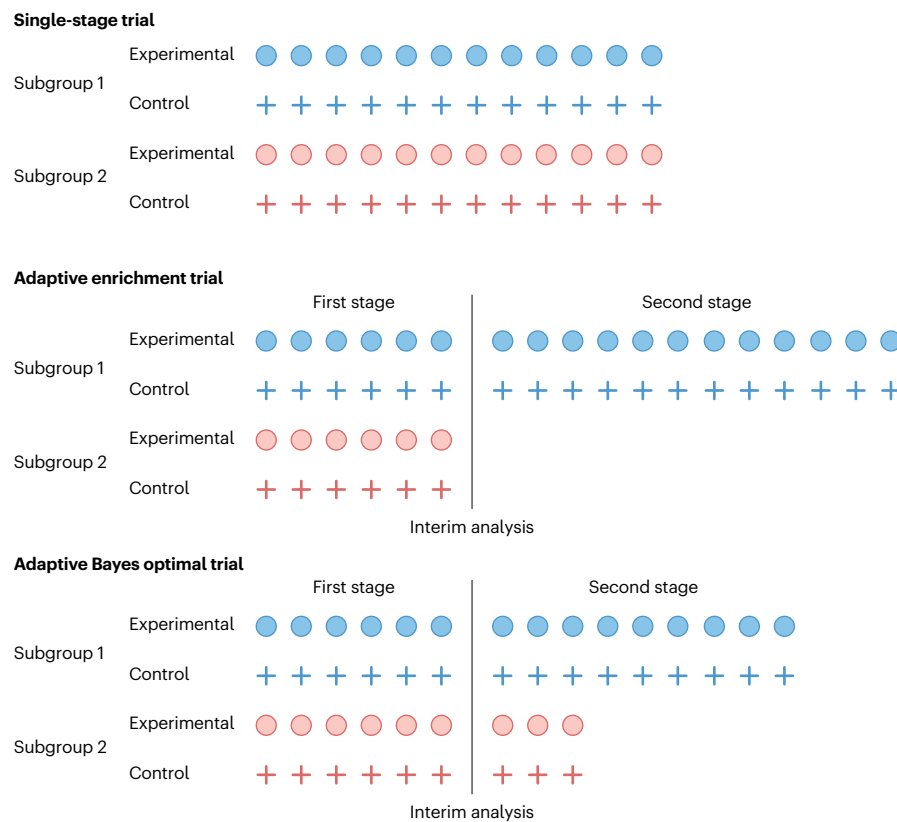 Single-stage trial
Experimental
Subgroup 1
Control
Experimental
Subgroup 2
Control
Adaptive enrichment trial
First stage
Second stage
Experimental
Subgroup 1
Control
Experimental
Subgroup 2
Control
Interim analysis
Adaptive Bayes optimal trial
First stage
Second stage
Experimental
Subgroup 1
Control
Experimental
Subgroup 2
Control
Interim analysis